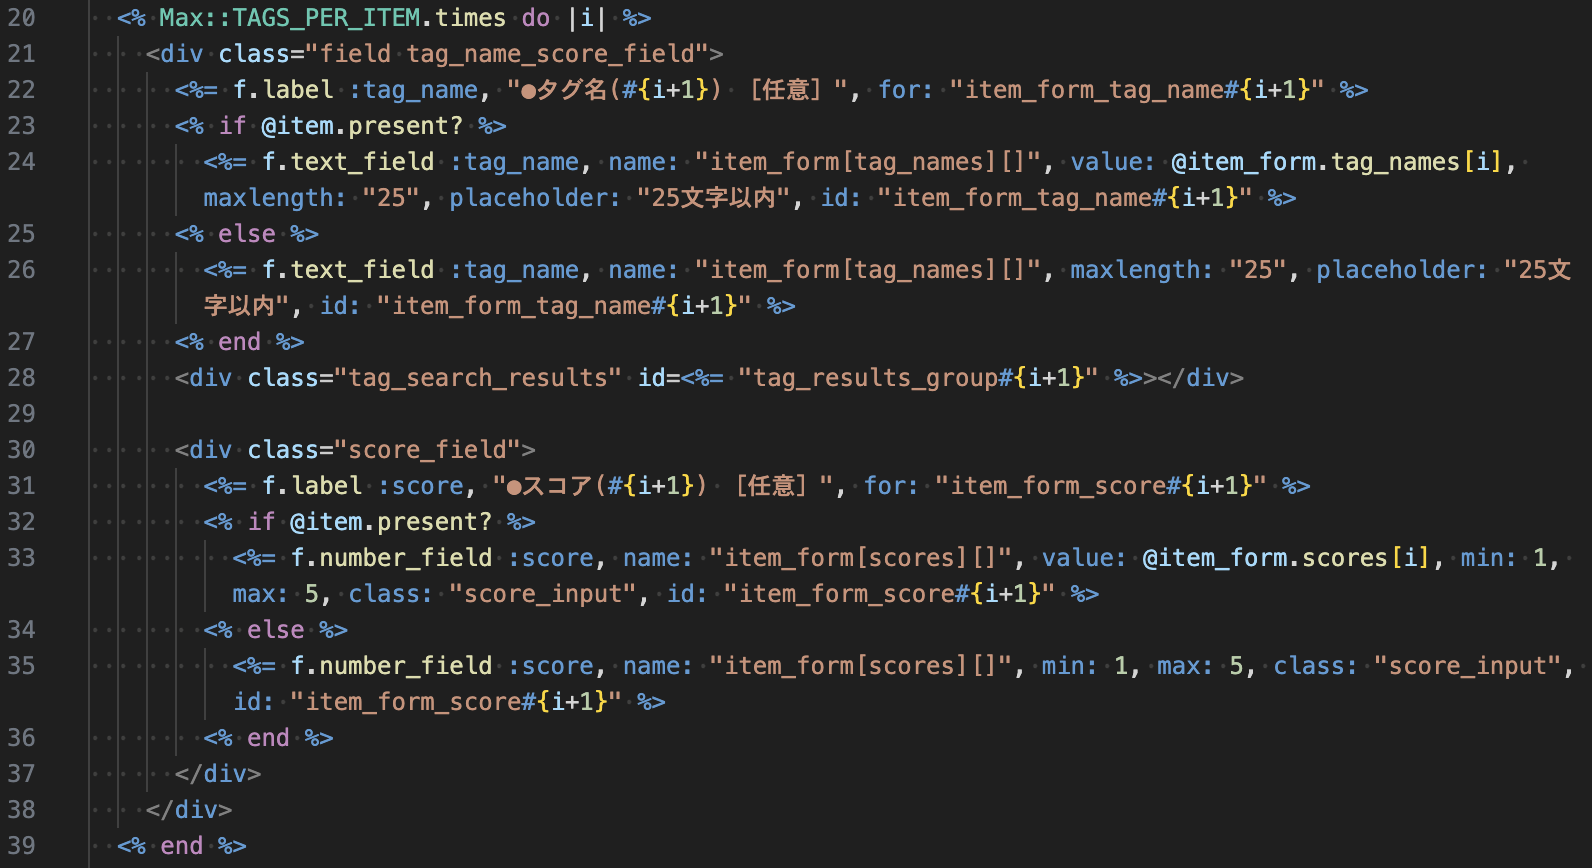 20 <% Max::TAGS_PER_ITEM.times do |i| %>
21 <div class="field tag_name_score_field">
22 <%= f.label :tag_name, "●タグ名(#{i+1}) [任意] ", for: "item_form_tag_name#{i+1}" %>
23 <% if @item.present? %>
24 <%= f.text_field :tag_name, name: "item_form[tag_names][]", value: @item_form.tag_names[i],
maxlength: "25", placeholder: "25文字以内", id: "item_form_tag_name#{i+1}" %>
25 <% else %>
26 <%= f.text_field :tag_name, name: "item_form[tag_names][]", maxlength: "25", placeholder: "25文
字以内", id: "item_form_tag_name#{i+1}" %>
27 <% end %>
28 <div class="tag_search_results" id=<%= "tag_results_group#{i+1}" %>></div>
29
30 <div class="score_field">
31 <%= f.label :score, "●スコア(#{i+1}) [任意] ", for: "item_form_score#{i+1}" %>
32 <% if @item.present? %>
33 <%= f.number_field :score, name: "item_form[scores][]", value: @item_form.scores[i], min: 1,
max: 5, class: "score_input", id: "item_form_score#{i+1}" %>
34 <% else %>
35 <%= f.number_field :score, name: "item_form[scores][]", min: 1, max: 5, class: "score_input",
id: "item_form_score#{i+1}" %>
36 <% end %>
37 </div>
38 </div>
39 <% end %>